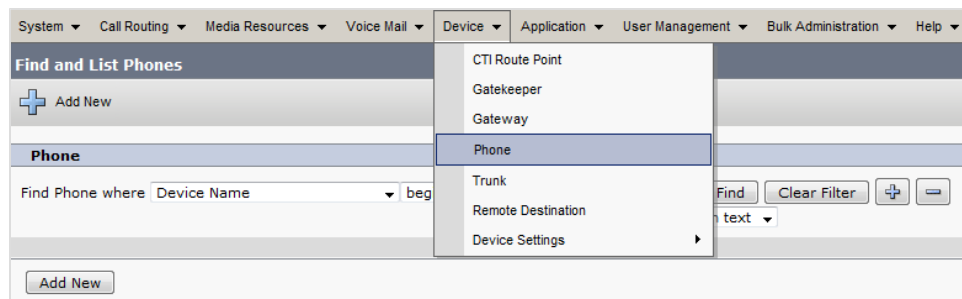 System Call Routing Media Resources Voice Mail Device Application User Management Bulk Administration Help
Find and List Phones
Add New
CTI Route Point
Gatekeeper
Gateway
Phone
Phone
Find Phone where Device Name beg Find Clear Filter
Trunk
text
Remote Destination
Device Settings
Add New